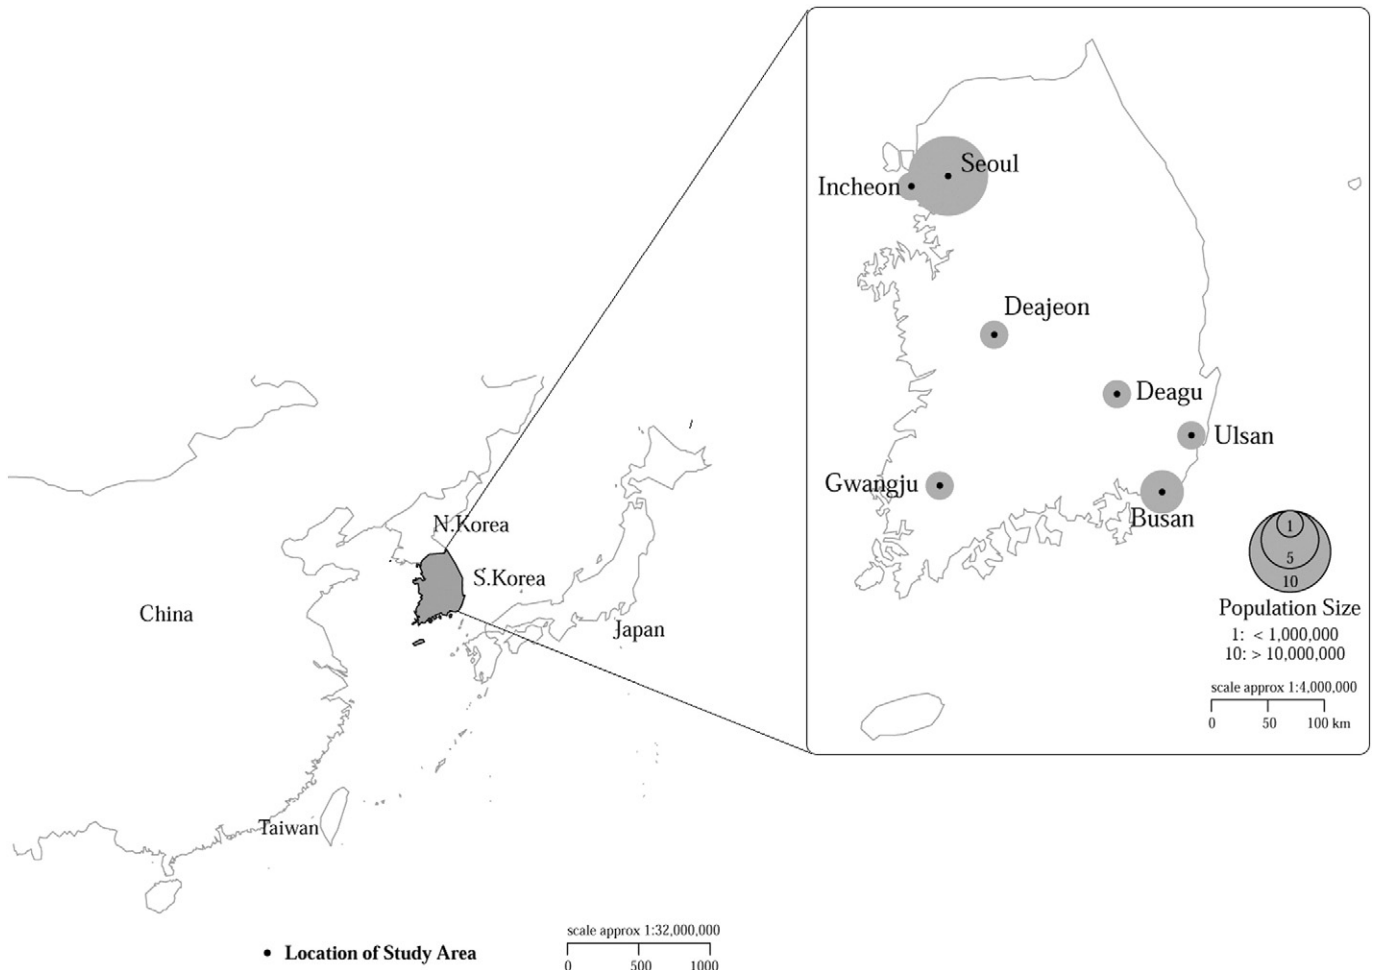 Seoul
Incheon
Deajeon
Deagu
Ulsan
Gwangju
Busan
1
5
10
Population Size
1: < 1,000,000
10: > 10,000,000
scale approx 1:4,000,000
0 50 100 km
N.Korea
S.Korea
China
Japan
Taiwan
scale approx 1:32,000,000
0 500 1000
• Location of Study Area